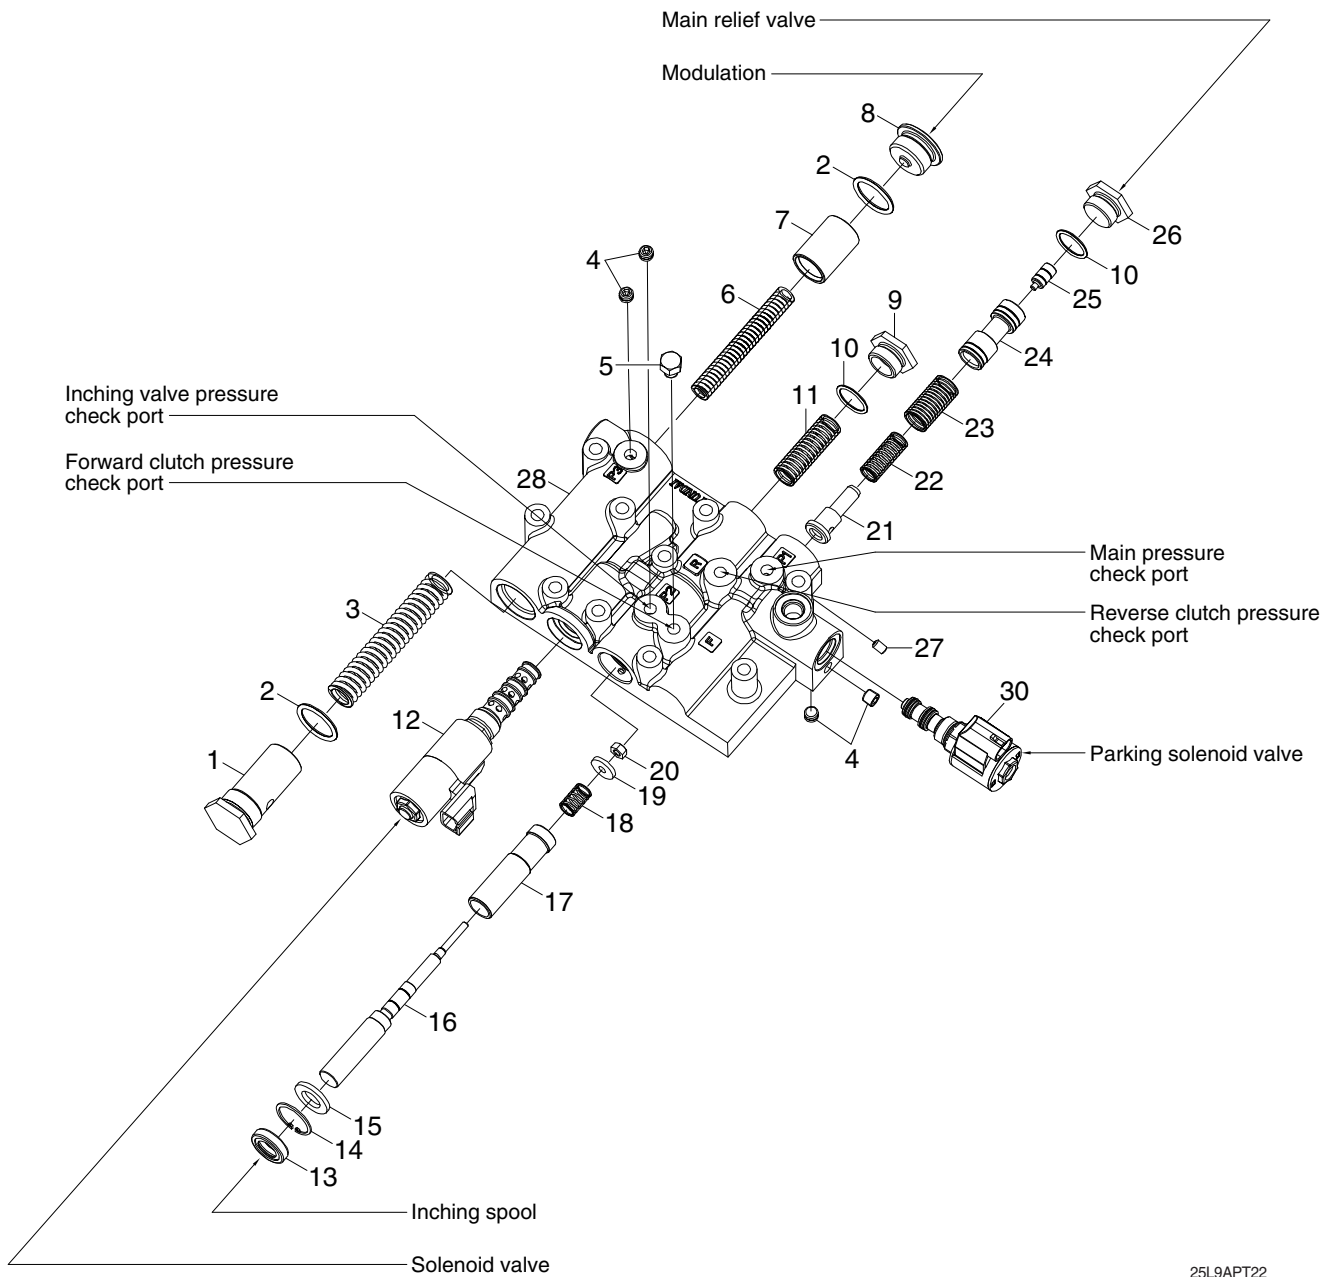 Main relief valve
Modulation
8
2
7
26
10
4
6
25
9
24
5
10
Inching valve pressure
check port
11
23
Forward clutch pressure
check port
28
P3
22
21
R
P1
Main pressure
check port
3
P2
Reverse clutch pressure
check port
F
27
2
12
30
1
20
4
Parking solenoid valve
19
18
17
16
15
14
13
Inching spool
Solenoid valve
25L9APT22